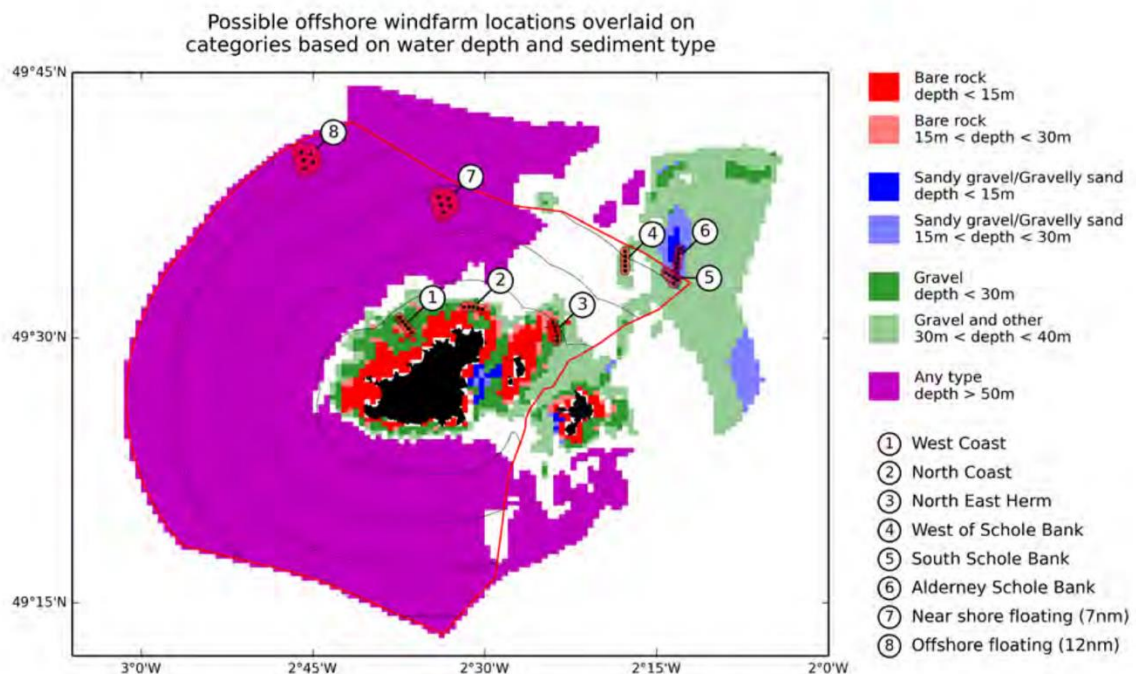 Possible offshore windfarm locations overlaid on
categories based on water depth and sediment type
49°45'N
49°30'N
49°15'N
3°0'W
2°45'W
2°30'W
2°15'W
2°0'W
8
7
4
6
5
2
1
3
Bare rock
depth < 15m
Bare rock
15m < depth < 30m
Sandy gravel/Gravelly sand
depth < 15m
Sandy gravel/Gravelly sand
15m < depth < 30m
Gravel
depth < 30m
Gravel and other
30m < depth < 40m
Any type
depth > 50m
1 West Coast
2 North Coast
3 North East Herm
4 West of Schole Bank
5 South Schole Bank
6 Alderney Schole Bank
7 Near shore floating (7nm)
8 Offshore floating (12nm)